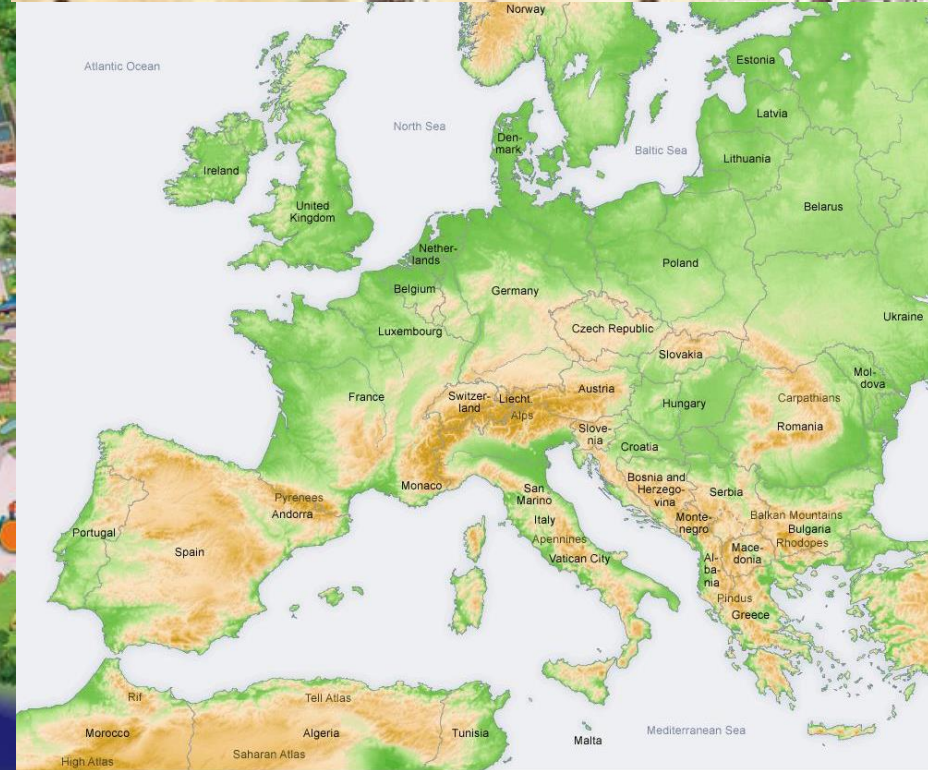 Norway
Atlantic Ocean
Estonia
Latvia
North Sea
Den-
mark
Baltic Sea
Lithuania
Ireland
United
Kingdom
Belarus
Nether-
lands
Poland
Belgium
Germany
Ukraine
Luxembourg
Czech Republic
Slovakia
Mol-
dova
France
Switzer-
land
Liecht.
Austria
Alps
Hungary
Carpathians
Romania
Slove-
nia
Croatia
Monaco
San
Marino
Bosnia and
Herzego-
vina
Serbia
Pyrenees
Andorra
Italy
Monte-
negro
Balkan Mountains
Bulgaria
Rhodopes
Portugal
Spain
Apennines
Vatican City
Al-
ba-
nia
Mace-
donia
Pindus
Greece
Rif
Tell Atlas
Morocco
Algeria
Tunisia
Malta
Mediterranean Sea
High Atlas
Saharan Atlas